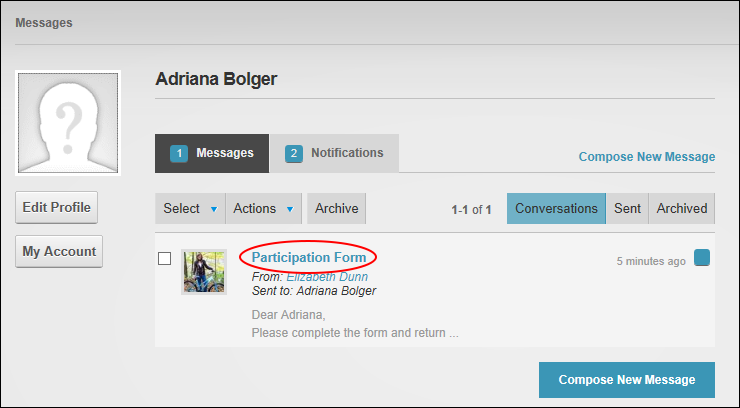 Messages
Adriana Bolger
1 Messages
2 Notifications
Compose New Message
Edit Profile
My Account
Select Actions Archive 1-1 of 1 Conversations Sent Archived
Participation Form
5 minutes ago
From: Elizabeth Dunn
Sent to: Adriana Bolger
Dear Adriana,
Please complete the form and return ...
Compose New Message